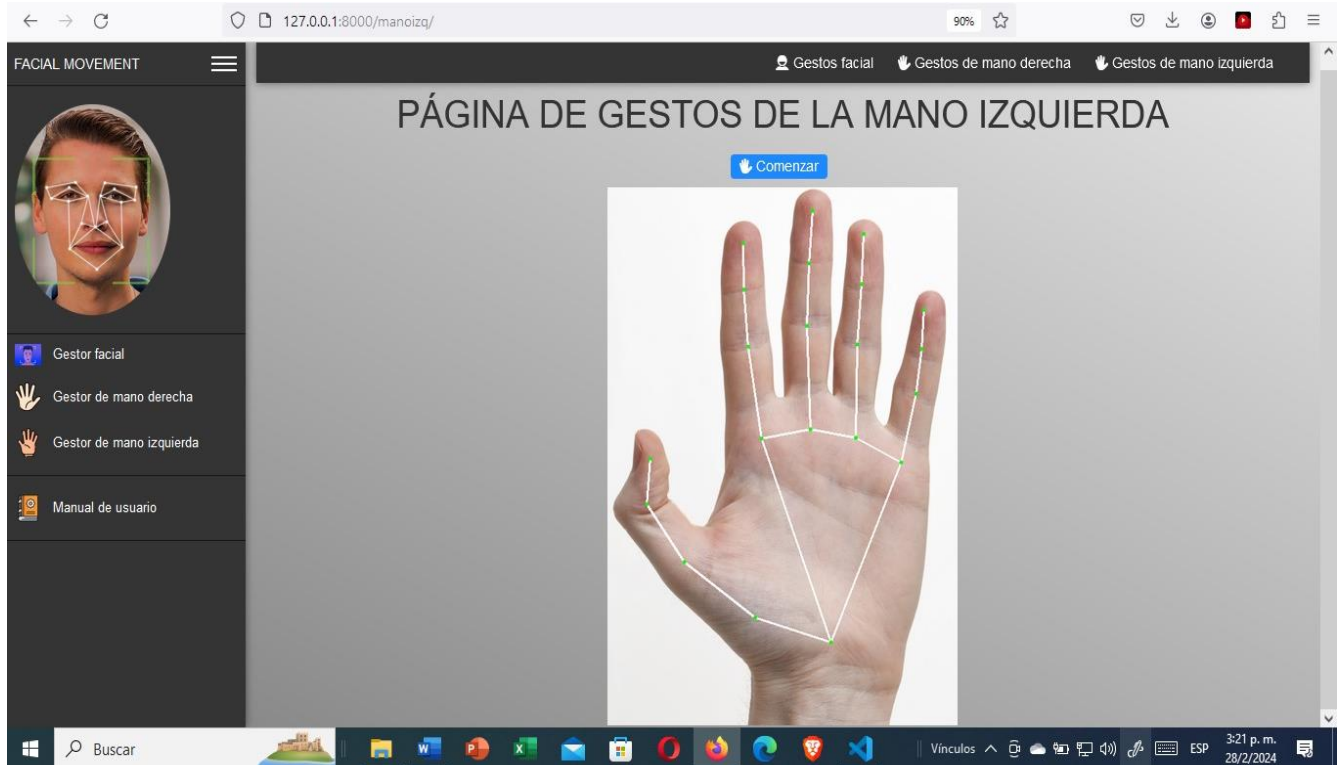 127.0.0.1:8000/manoizq/
90%
FACIAL MOVEMENT
Gestos facial
Gestos de mano derecha
Gestos de mano izquierda
PÁGINA DE GESTOS DE LA MANO IZQUIERDA
Comenzar
Gestor facial
Gestor de mano derecha
Gestor de mano izquierda
Manual de usuario
Buscar
Vínculos
ESP
3:21 p. m.
28/2/2024